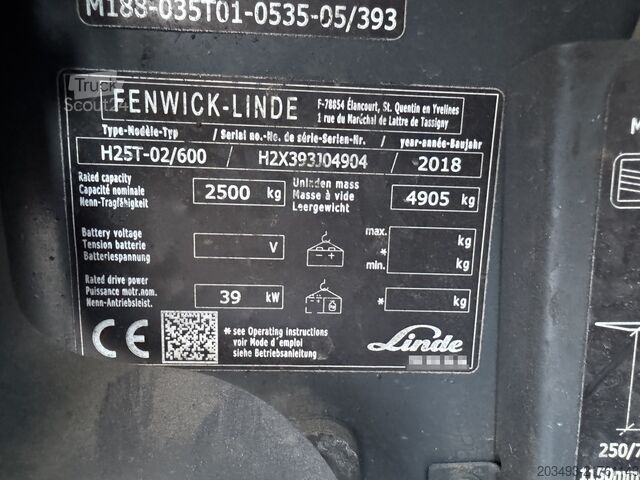 M188-035T01-0535-05/393
Truck
Scout24
FENWICK-LINDE
F-78854 Élancourt, St. Quentin en Yvelines
1 rue du Maréchal de Lattre de Tassigny
Type-Modèle-Typ / Serial no.-No. de série-Serien-Nr. / year-année-Baujahr
H25T-02/600 / H2X393J04904 / 2018
Rated capacity
Capacité nominale
Nenn-Tragfähigkeit
2500 kg
Unladen mass
Masse à vide
Leergewicht
4905 kg
Battery voltage
Tension batterie
Batteriespannung
V
max.
* kg
min. kg
Rated drive power
Puissance motr.nom.
Nenn-Antriebsleist.
39 kW
* kg
CE
*= see Operating instructions
voir Mode d'emploi
siehe Betriebsanleitung
Linde
250/7
1150mm